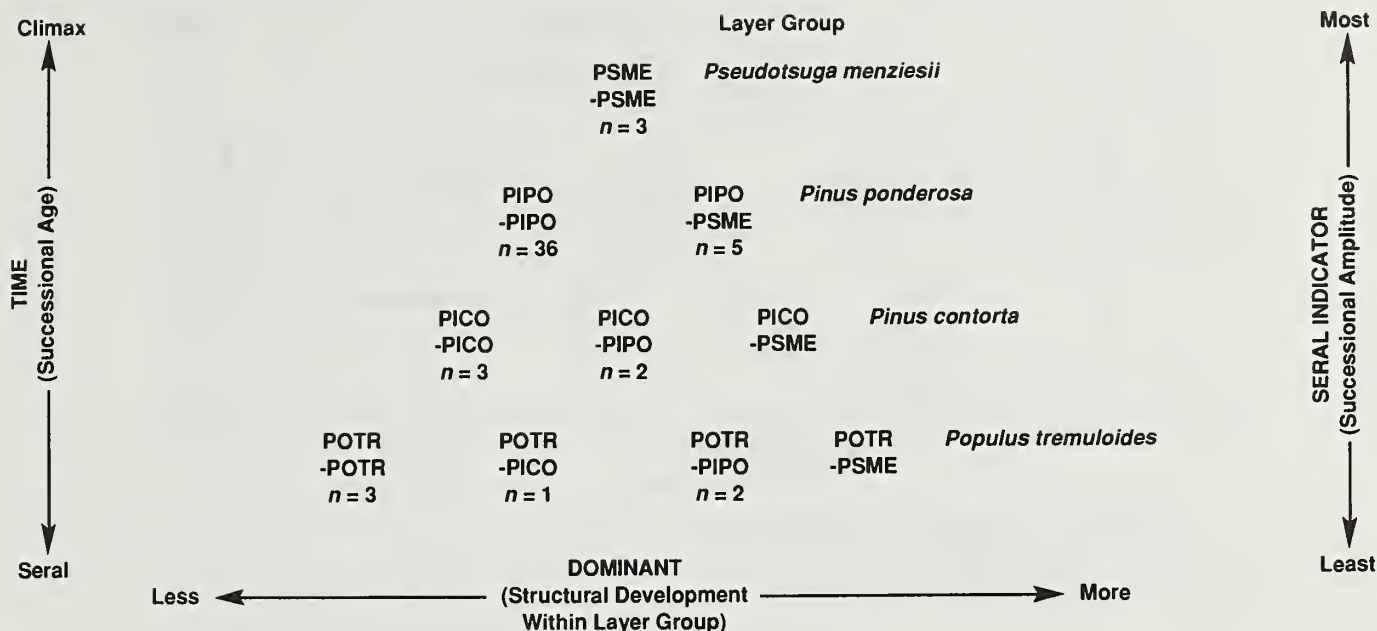 Climax
Layer Group
Most
PSME
-PSME
n = 3
Pseudotsuga menziesii
PIPO
-PIPO
n = 36
PIPO
-PSME
n = 5
Pinus ponderosa
TIME
(Successional Age)
SERAL INDICATOR
(Successional Amplitude)
PICO
-PICO
n = 3
PICO
-PIPO
n = 2
PICO
-PSME
Pinus contorta
POTR
-POTR
n = 3
POTR
-PICO
n = 1
POTR
-PIPO
n = 2
POTR
-PSME
Populus tremuloides
Seral
Least
Less
DOMINANT
(Structural Development
Within Layer Group)
More